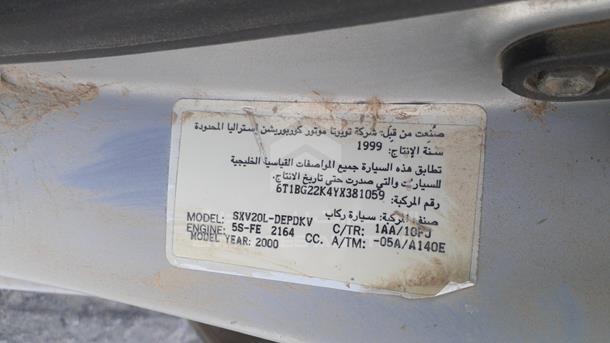 صنعت من قبل: شركة تويوتا موتور كوربوريشن إستراليا المحدودة
سنة الإنتاج: 1999
تطابق هذه السيارة جميع المواصفات القياسية الخليجية
للسيارات والتي صدرت حتى تاريخ الانتاج.
رقم المركبة: 6T1BG22K4YX381059
صنف المركبة: سيارة ركاب
MODEL: SXV20L-DEPDKV C/TR: 1AA/10FJ
ENGINE: 5S-FE 2164 CC. A/TM: -05A/A140E
MODEL YEAR: 2000